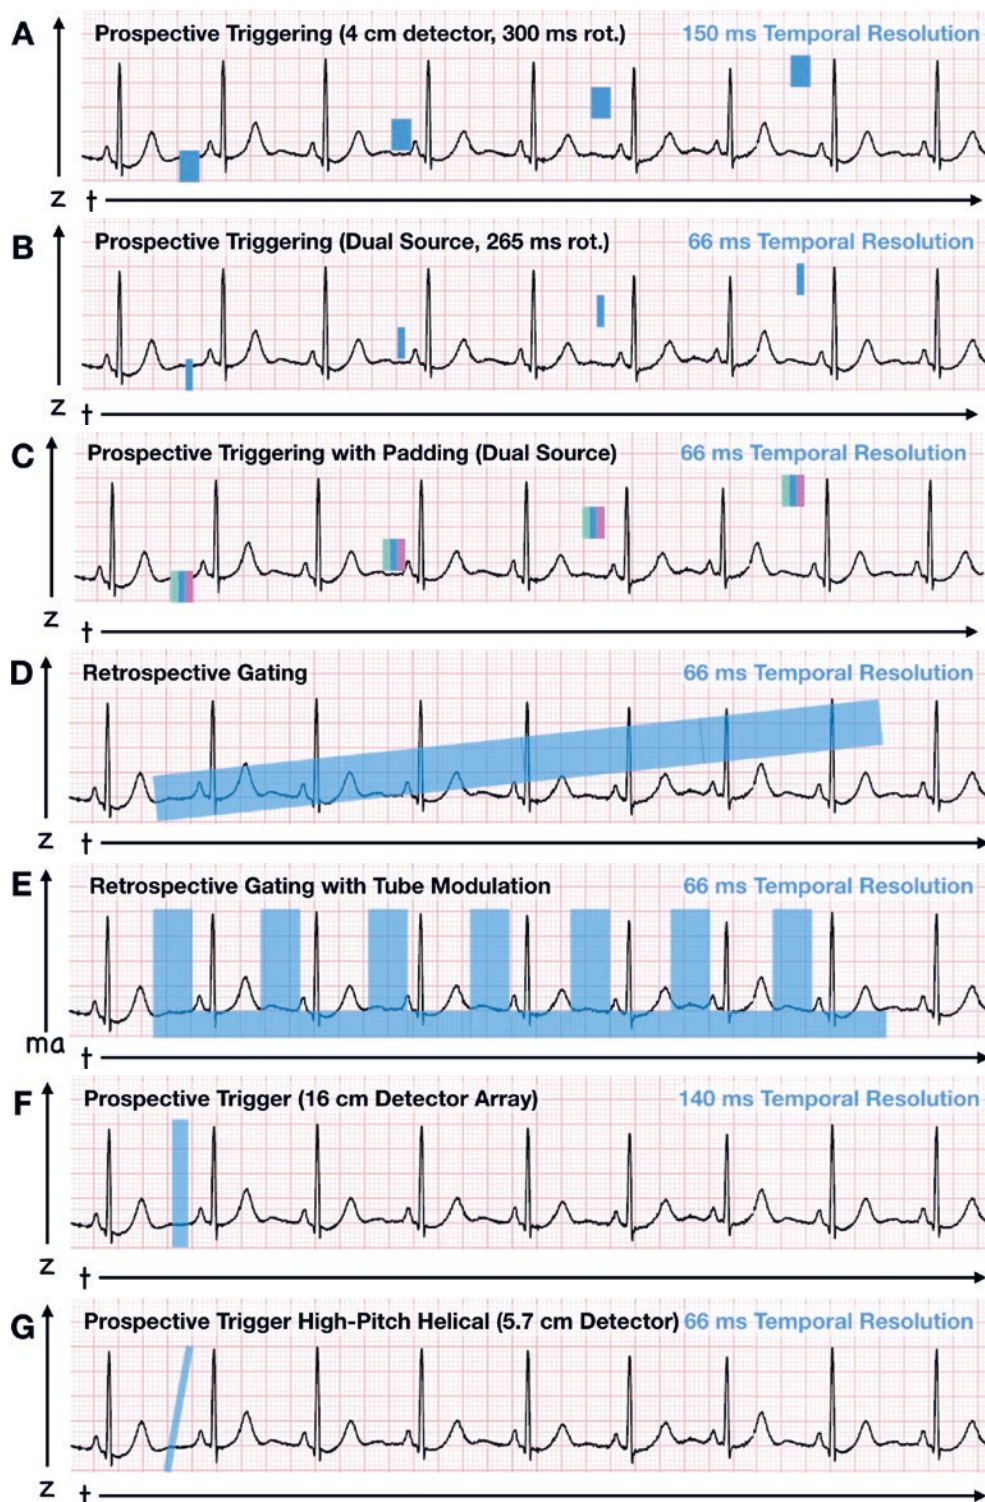 A Prospective Triggering (4 cm detector, 300 ms rot.) 150 ms Temporal Resolution
z t
B Prospective Triggering (Dual Source, 265 ms rot.) 66 ms Temporal Resolution
z t
C Prospective Triggering with Padding (Dual Source) 66 ms Temporal Resolution
z t
D Retrospective Gating 66 ms Temporal Resolution
z t
E Retrospective Gating with Tube Modulation 66 ms Temporal Resolution
ma t
F Prospective Trigger (16 cm Detector Array) 140 ms Temporal Resolution
z t
G Prospective Trigger High-Pitch Helical (5.7 cm Detector) 66 ms Temporal Resolution
z t